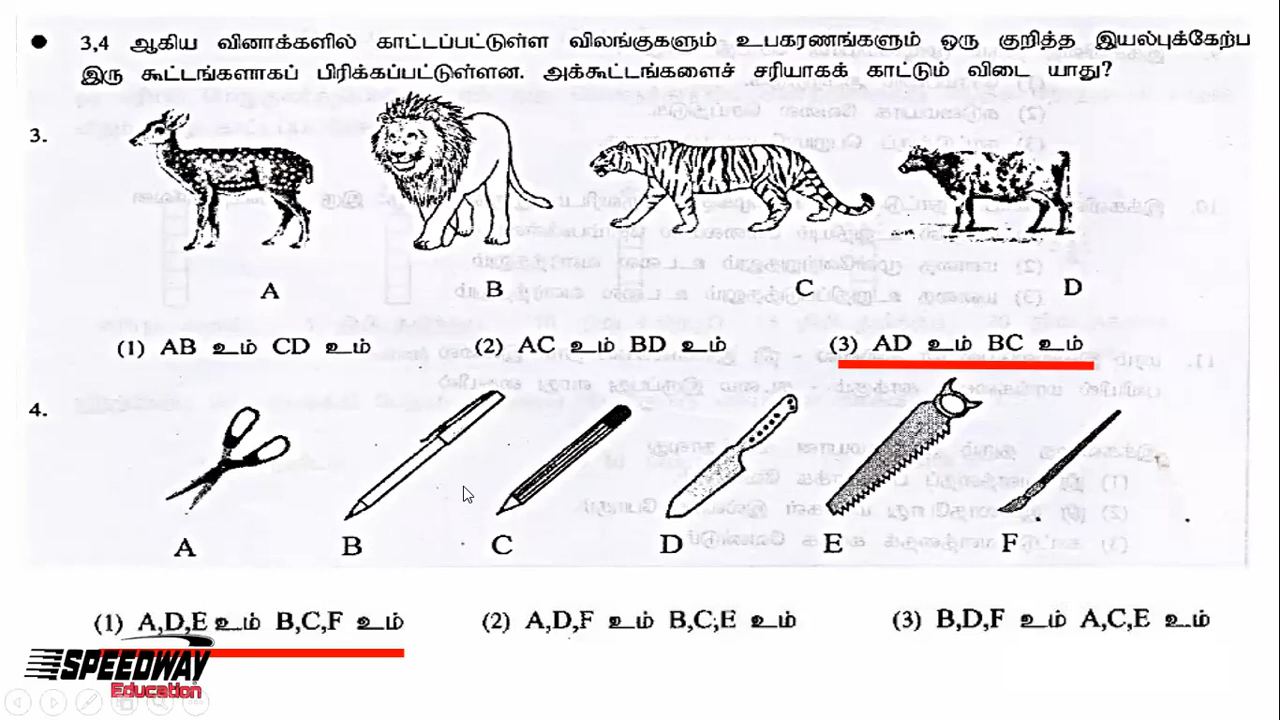 ● 3,4 ஆகிய வினாக்களில் காட்டப்பட்டுள்ள விலங்குகளும் உபகரணங்களும் ஒரு குறித்த இயல்புக்கேற்ப
இரு கூட்டங்களாகப் பிரிக்கப்பட்டுள்ளன. அக்கூட்டங்களைச் சரியாகக் காட்டும் விடை யாது?
3.
A B C D
(1) AB உம் CD உம் (2) AC உம் BD உம் (3) AD உம் BC உம்
4.
A B C D E F
(1) A,D,E உம் B,C,F உம் (2) A,D,F உம் B,C,E உம் (3) B,D,F உம் A,C,E உம்
SPEEDWAY
Education